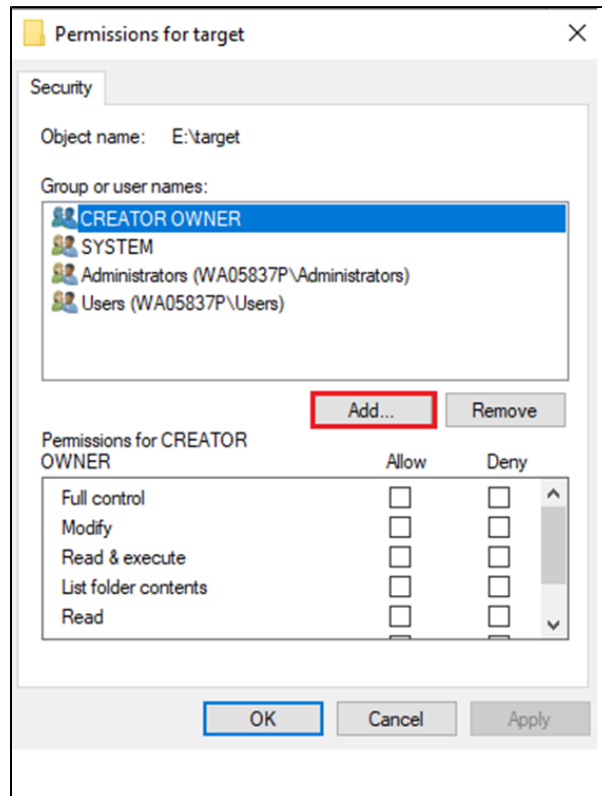 Permissions for target
Security
Object name: E:\target
Group or user names:
CREATOR OWNER
SYSTEM
Administrators (WA05837P\Administrators)
Users (WA05837P\Users)
Add... Remove
Permissions for CREATOR
OWNER Allow Deny
Full control
Modify
Read & execute
List folder contents
Read
OK Cancel Apply